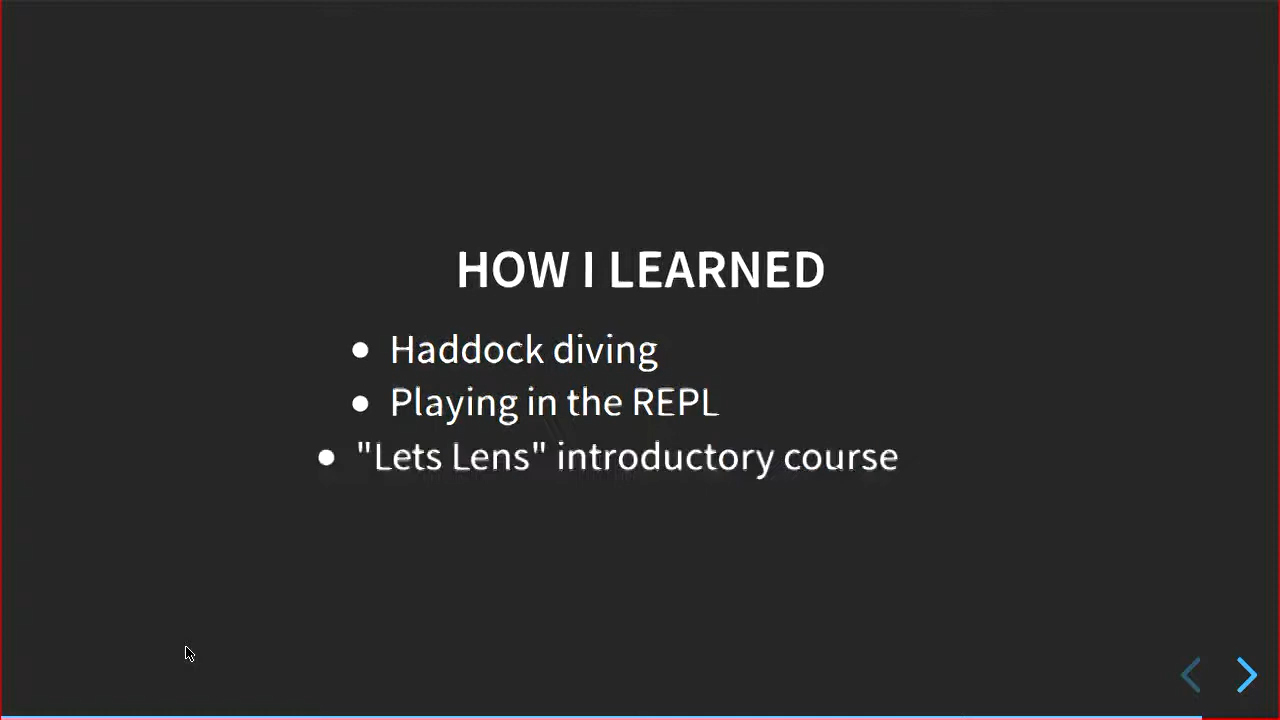 HOW I LEARNED
• Haddock diving
• Playing in the REPL
• "Lets Lens" introductory course